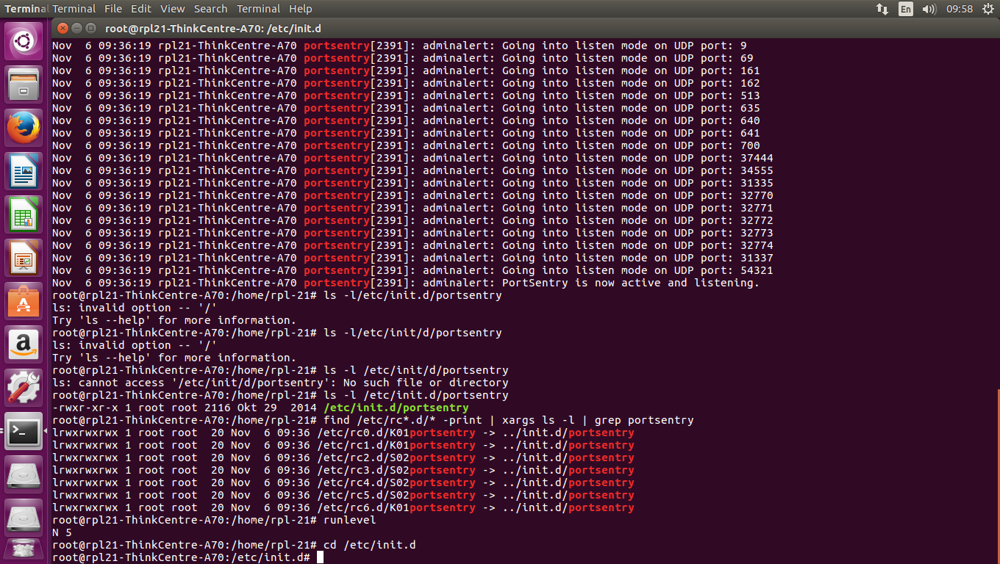 Terminal Terminal File Edit View Search Terminal Help En 09:58
root@rpl21-ThinkCentre-A70: /etc/init.d
Nov  6 09:36:19 rpl21-ThinkCentre-A70 portsentry[2391]: adminalert: Going into listen mode on UDP port: 9
Nov  6 09:36:19 rpl21-ThinkCentre-A70 portsentry[2391]: adminalert: Going into listen mode on UDP port: 69
Nov  6 09:36:19 rpl21-ThinkCentre-A70 portsentry[2391]: adminalert: Going into listen mode on UDP port: 161
Nov  6 09:36:19 rpl21-ThinkCentre-A70 portsentry[2391]: adminalert: Going into listen mode on UDP port: 162
Nov  6 09:36:19 rpl21-ThinkCentre-A70 portsentry[2391]: adminalert: Going into listen mode on UDP port: 513
Nov  6 09:36:19 rpl21-ThinkCentre-A70 portsentry[2391]: adminalert: Going into listen mode on UDP port: 635
Nov  6 09:36:19 rpl21-ThinkCentre-A70 portsentry[2391]: adminalert: Going into listen mode on UDP port: 640
Nov  6 09:36:19 rpl21-ThinkCentre-A70 portsentry[2391]: adminalert: Going into listen mode on UDP port: 641
Nov  6 09:36:19 rpl21-ThinkCentre-A70 portsentry[2391]: adminalert: Going into listen mode on UDP port: 700
Nov  6 09:36:19 rpl21-ThinkCentre-A70 portsentry[2391]: adminalert: Going into listen mode on UDP port: 37444
Nov  6 09:36:19 rpl21-ThinkCentre-A70 portsentry[2391]: adminalert: Going into listen mode on UDP port: 34555
Nov  6 09:36:19 rpl21-ThinkCentre-A70 portsentry[2391]: adminalert: Going into listen mode on UDP port: 31335
Nov  6 09:36:19 rpl21-ThinkCentre-A70 portsentry[2391]: adminalert: Going into listen mode on UDP port: 32770
Nov  6 09:36:19 rpl21-ThinkCentre-A70 portsentry[2391]: adminalert: Going into listen mode on UDP port: 32771
Nov  6 09:36:19 rpl21-ThinkCentre-A70 portsentry[2391]: adminalert: Going into listen mode on UDP port: 32772
Nov  6 09:36:19 rpl21-ThinkCentre-A70 portsentry[2391]: adminalert: Going into listen mode on UDP port: 32773
Nov  6 09:36:19 rpl21-ThinkCentre-A70 portsentry[2391]: adminalert: Going into listen mode on UDP port: 32774
Nov  6 09:36:19 rpl21-ThinkCentre-A70 portsentry[2391]: adminalert: Going into listen mode on UDP port: 31337
Nov  6 09:36:19 rpl21-ThinkCentre-A70 portsentry[2391]: adminalert: Going into listen mode on UDP port: 54321
Nov  6 09:36:19 rpl21-ThinkCentre-A70 portsentry[2391]: adminalert: PortSentry is now active and listening.
root@rpl21-ThinkCentre-A70:/home/rpl-21# ls -l/etc/init.d/portsentry
ls: invalid option -- '/'
Try 'ls --help' for more information.
root@rpl21-ThinkCentre-A70:/home/rpl-21# ls -l/etc/init/d/portsentry
ls: invalid option -- '/'
Try 'ls --help' for more information.
root@rpl21-ThinkCentre-A70:/home/rpl-21# ls -l /etc/init/d/portsentry
ls: cannot access '/etc/init/d/portsentry': No such file or directory
root@rpl21-ThinkCentre-A70:/home/rpl-21# ls -l /etc/init.d/portsentry
-rwxr-xr-x 1 root root 2116 Okt 29  2014 /etc/init.d/portsentry
root@rpl21-ThinkCentre-A70:/home/rpl-21# find /etc/rc*.d/* -print | xargs ls -l | grep portsentry
lrwxrwxrwx 1 root root  20 Nov  6 09:36 /etc/rc0.d/K01portsentry -> ../init.d/portsentry
lrwxrwxrwx 1 root root  20 Nov  6 09:36 /etc/rc1.d/K01portsentry -> ../init.d/portsentry
lrwxrwxrwx 1 root root  20 Nov  6 09:36 /etc/rc2.d/S02portsentry -> ../init.d/portsentry
lrwxrwxrwx 1 root root  20 Nov  6 09:36 /etc/rc3.d/S02portsentry -> ../init.d/portsentry
lrwxrwxrwx 1 root root  20 Nov  6 09:36 /etc/rc4.d/S02portsentry -> ../init.d/portsentry
lrwxrwxrwx 1 root root  20 Nov  6 09:36 /etc/rc5.d/S02portsentry -> ../init.d/portsentry
lrwxrwxrwx 1 root root  20 Nov  6 09:36 /etc/rc6.d/K01portsentry -> ../init.d/portsentry
root@rpl21-ThinkCentre-A70:/home/rpl-21# runlevel
N 5
root@rpl21-ThinkCentre-A70:/home/rpl-21# cd /etc/init.d
root@rpl21-ThinkCentre-A70:/etc/init.d#